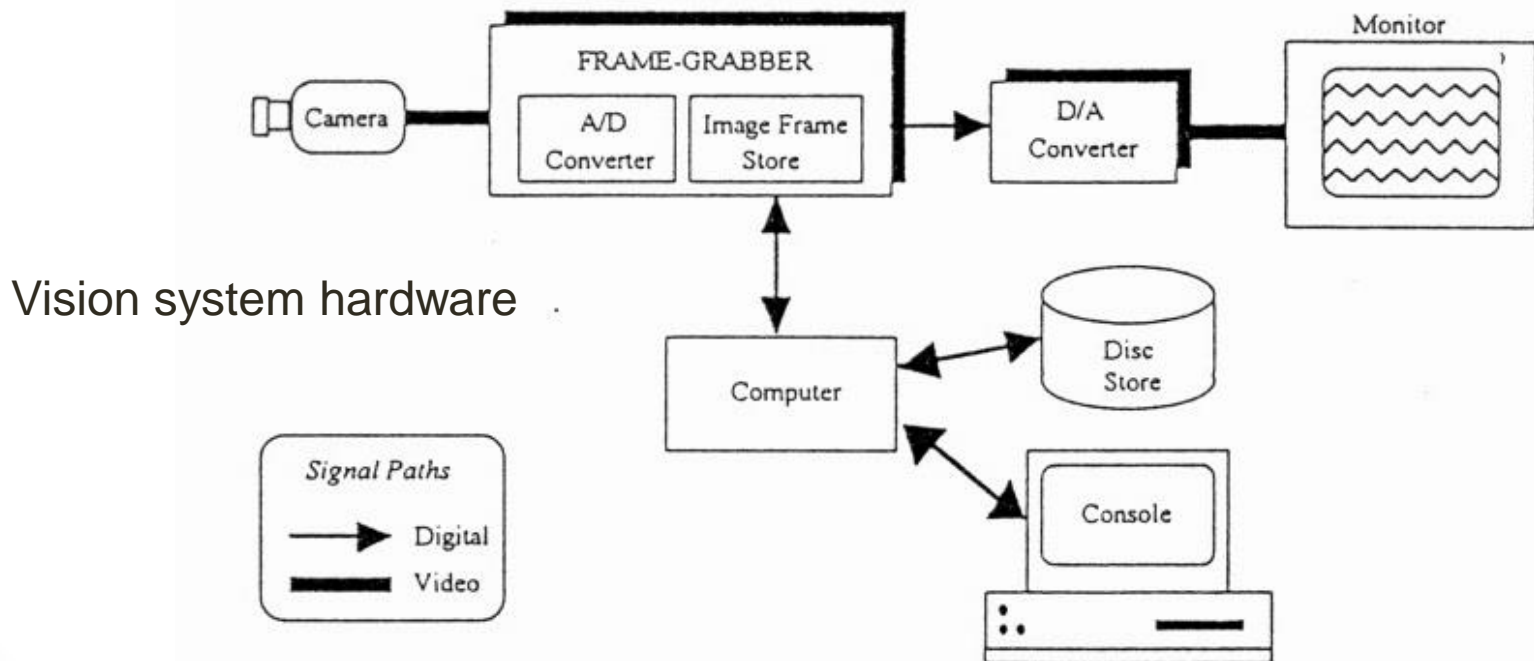 Monitor
FRAME-GRABBER
Camera
A/D
Converter
Image Frame
Store
D/A
Converter
Vision system hardware
Computer
Disc
Store
Signal Paths
Digital
Video
Console